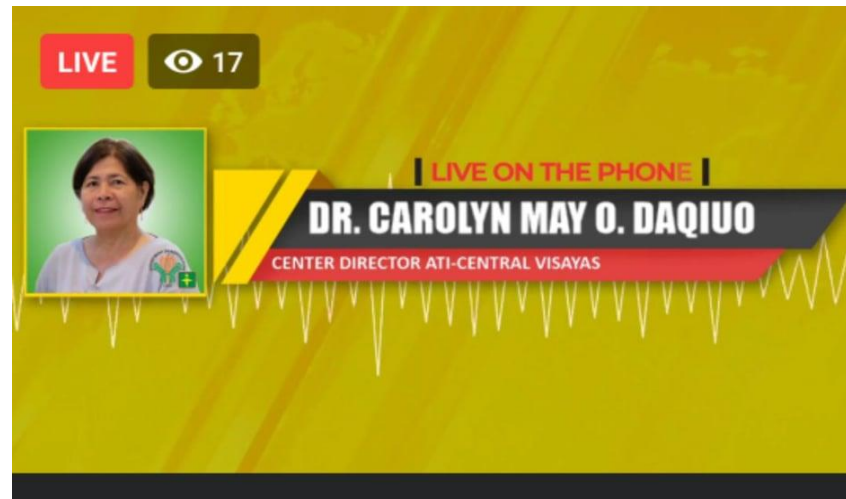 LIVE 17
LIVE ON THE PHONE
DR. CAROLYN MAY O. DAQIUO
CENTER DIRECTOR ATI-CENTRAL VISAYAS